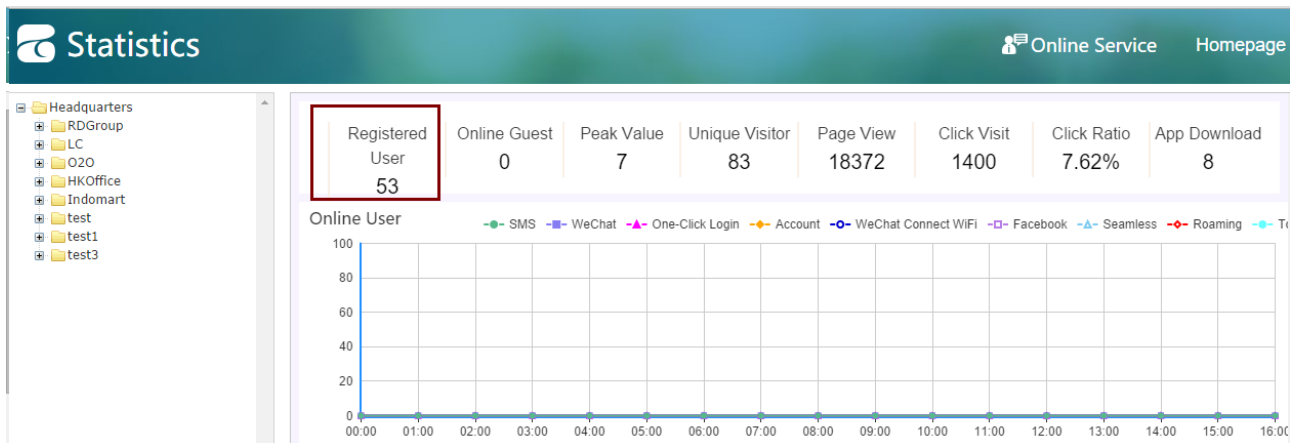 Statistics
Online Service Homepage
Headquarters
RDGroup
LC
O2O
HKOffice
Indomart
test
test1
test3
Registered User
53
Online Guest
0
Peak Value
7
Unique Visitor
83
Page View
18372
Click Visit
1400
Click Ratio
7.62%
App Download
8
Online User
SMS WeChat One-Click Login Account WeChat Connect WiFi Facebook Seamless Roaming
100
80
60
40
20
0
00:00 01:00 02:00 03:00 04:00 05:00 06:00 07:00 08:00 09:00 10:00 11:00 12:00 13:00 14:00 15:00 16:00